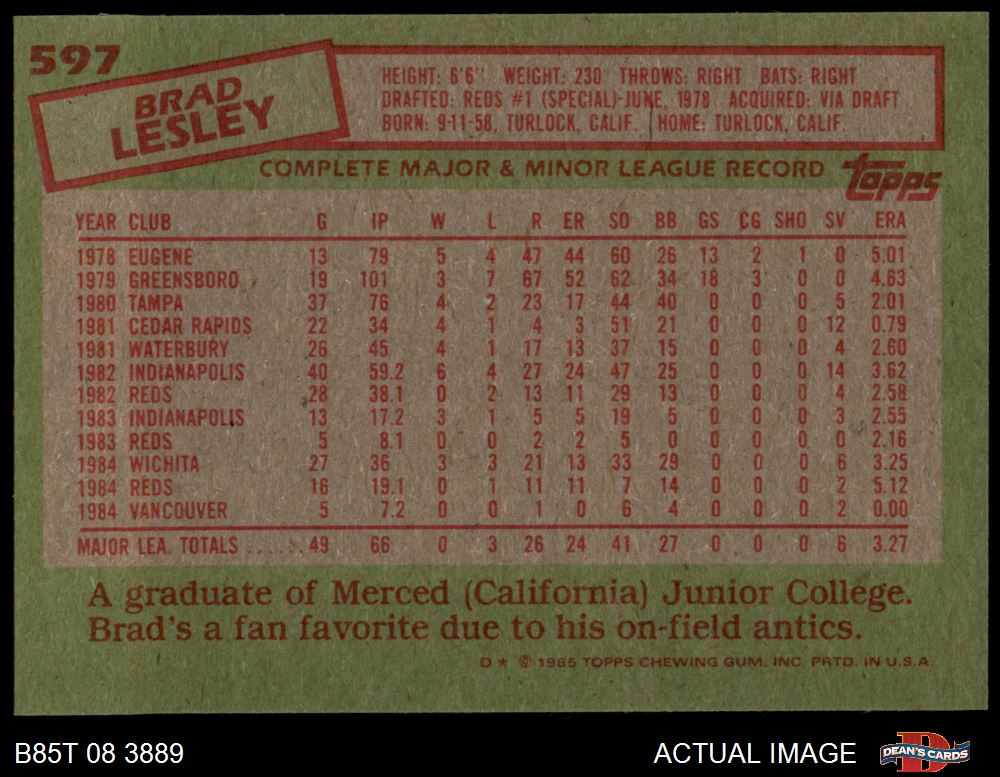 597
BRAD
LESLEY
HEIGHT: 6'6" WEIGHT: 230 THROWS: RIGHT BATS: RIGHT
DRAFTED: REDS #1 (SPECIAL)-JUNE, 1978 ACQUIRED: VIA DRAFT
BORN: 9-11-58, TURLOCK, CALIF. HOME: TURLOCK, CALIF.
COMPLETE MAJOR & MINOR LEAGUE RECORD
topps
YEAR CLUB G IP W L R ER SO BB GS CG SHO SV ERA
1978 EUGENE 13 79 5 4 47 44 60 26 13 2 1 0 5.01
1979 GREENSBORO 19 101 3 7 67 52 62 34 18 3 0 0 4.63
1980 TAMPA 37 76 4 2 23 17 44 40 0 0 0 5 2.01
1981 CEDAR RAPIDS 22 34 4 1 4 3 51 21 0 0 0 12 0.79
1981 WATERBURY 26 45 4 1 17 13 37 15 0 0 0 4 2.60
1982 INDIANAPOLIS 40 59.2 6 4 27 24 47 25 0 0 0 14 3.62
1982 REDS 28 38.1 0 2 13 11 29 13 0 0 0 4 2.58
1983 INDIANAPOLIS 13 17.2 3 1 5 5 19 5 0 0 0 3 2.55
1983 REDS 5 8.1 0 0 2 2 5 0 0 0 0 0 2.16
1984 WICHITA 27 36 3 3 21 13 33 29 0 0 0 6 3.25
1984 REDS 16 19.1 0 1 11 11 7 14 0 0 0 2 5.12
1984 VANCOUVER 5 7.2 0 0 1 0 6 4 0 0 0 2 0.00
MAJOR LEA. TOTALS ...... 49 66 0 3 26 24 41 27 0 0 0 6 3.27
A graduate of Merced (California) Junior College.
Brad's a fan favorite due to his on-field antics.
D * © 1985 TOPPS CHEWING GUM, INC. PRTD. IN U.S.A.
B85T 08 3889
ACTUAL IMAGE
DEAN'S CARDS